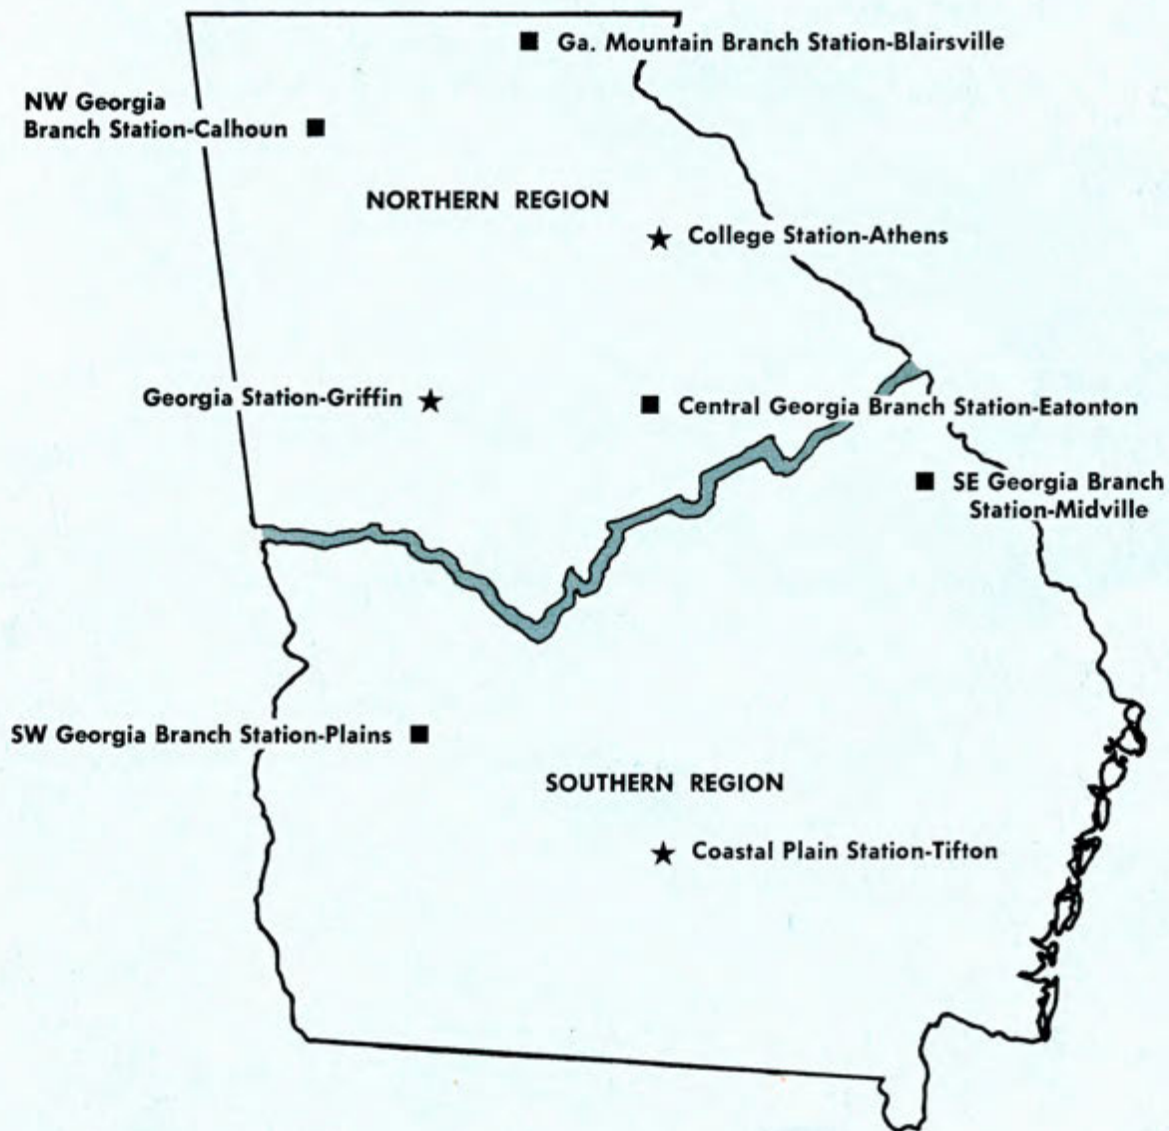 Ga. Mountain Branch Station-Blairsville
NW Georgia
Branch Station-Calhoun
NORTHERN REGION
College Station-Athens
Georgia Station-Griffin
Central Georgia Branch Station-Eatonton
SE Georgia Branch
Station-Midville
SW Georgia Branch Station-Plains
SOUTHERN REGION
Coastal Plain Station-Tifton